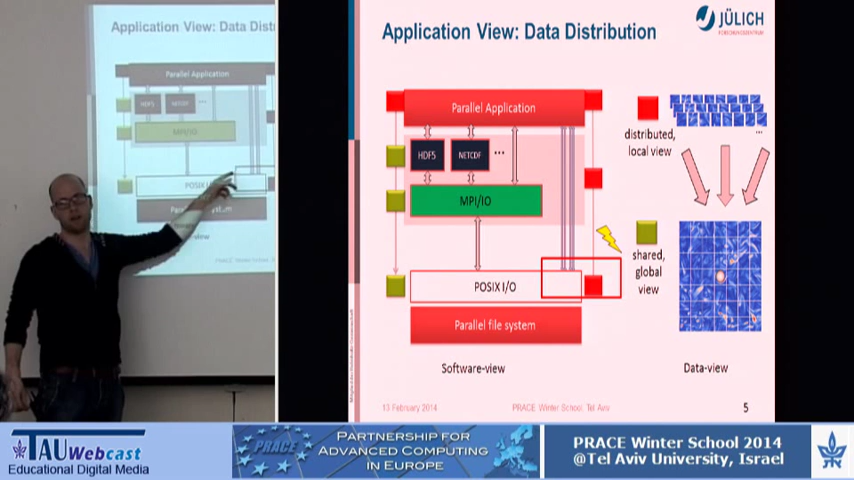 Application View: Data Distri
Parallel Application
HDF5
NETCDF
...
MPI/IO
POSIX I/
Application View: Data Distribution
JÜLICH
FORSCHUNGSZENTRUM
Parallel Application
HDF5
NETCDF
...
MPI/IO
POSIX I/O
Parallel file system
Software-view
distributed,
local view
...
shared,
global
view
Data-view
13 February 2014
PRACE Winter School, Tel Aviv
5
TAU Webcast
Educational Digital Media
PRACE
PARTNERSHIP FOR
ADVANCED COMPUTING
IN EUROPE
PRACE Winter School 2014
@Tel Aviv University, Israel